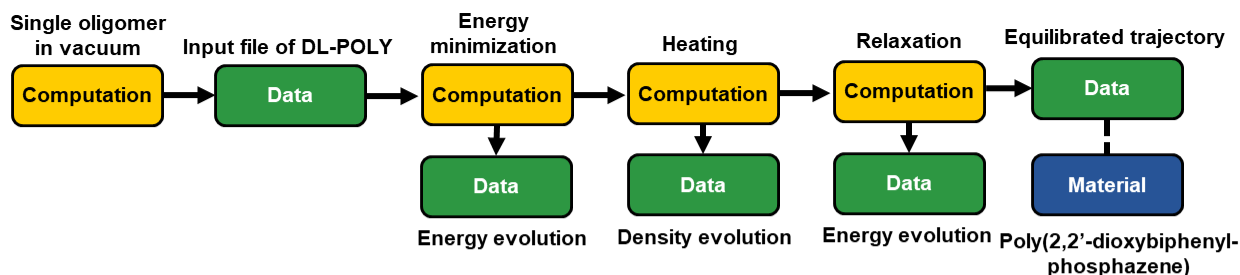 Single oligomer
in vacuum
Computation
Input file of DL-POLY
Data
Energy
minimization
Computation
Data
Energy evolution
Heating
Computation
Data
Density evolution
Relaxation
Computation
Data
Energy evolution
Equilibrated trajectory
Data
Material
Poly(2,2’-dioxybiphenyl-
phosphazene)